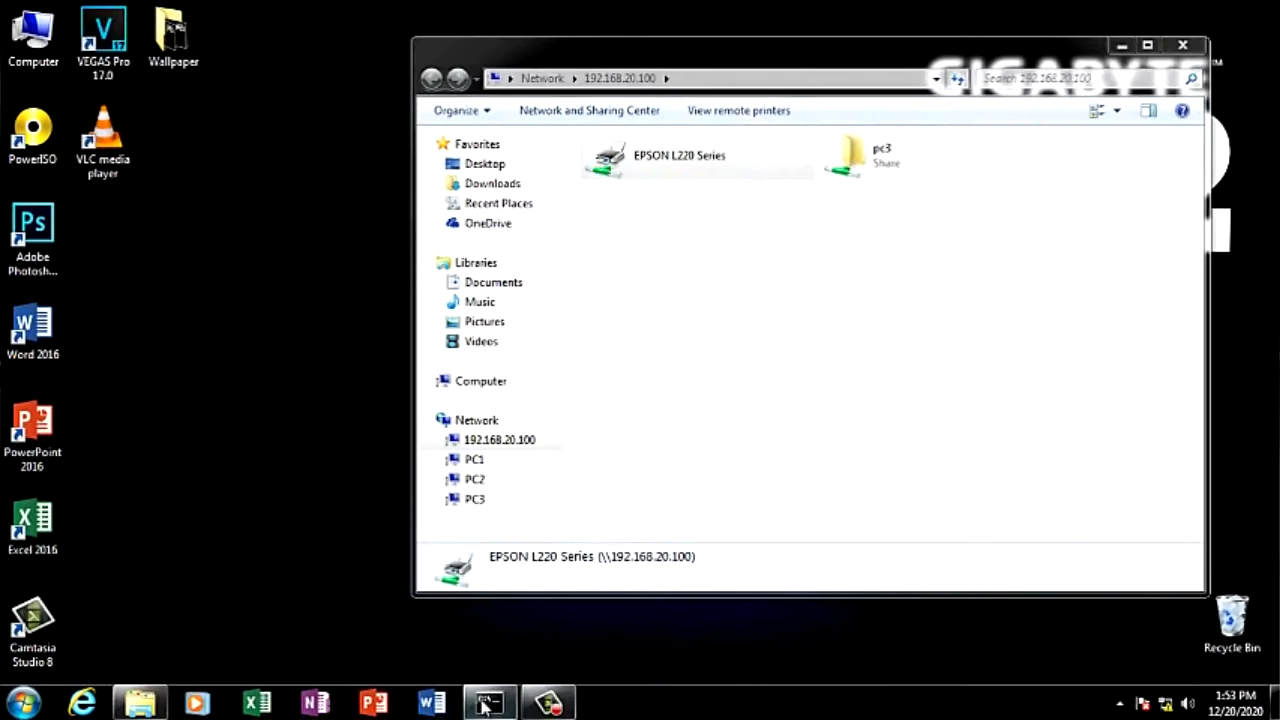 Computer
VEGAS Pro
17.0
Wallpaper
PowerISO
VLC media
player
Ps
Adobe
Photosh...
Word 2016
PowerPoint
2016
Excel 2016
Camtasia
Studio 8
GIGABYTE
TM
Network
192.168.20.100
Search 192.168.20.100
Organize
Network and Sharing Center
View remote printers
Favorites
Desktop
Downloads
Recent Places
OneDrive
Libraries
Documents
Music
Pictures
Videos
Computer
Network
192.168.20.100
PC1
PC2
PC3
EPSON L220 Series
pc3
Share
EPSON L220 Series (\\192.168.20.100)
Recycle Bin
1:53 PM
12/20/2020